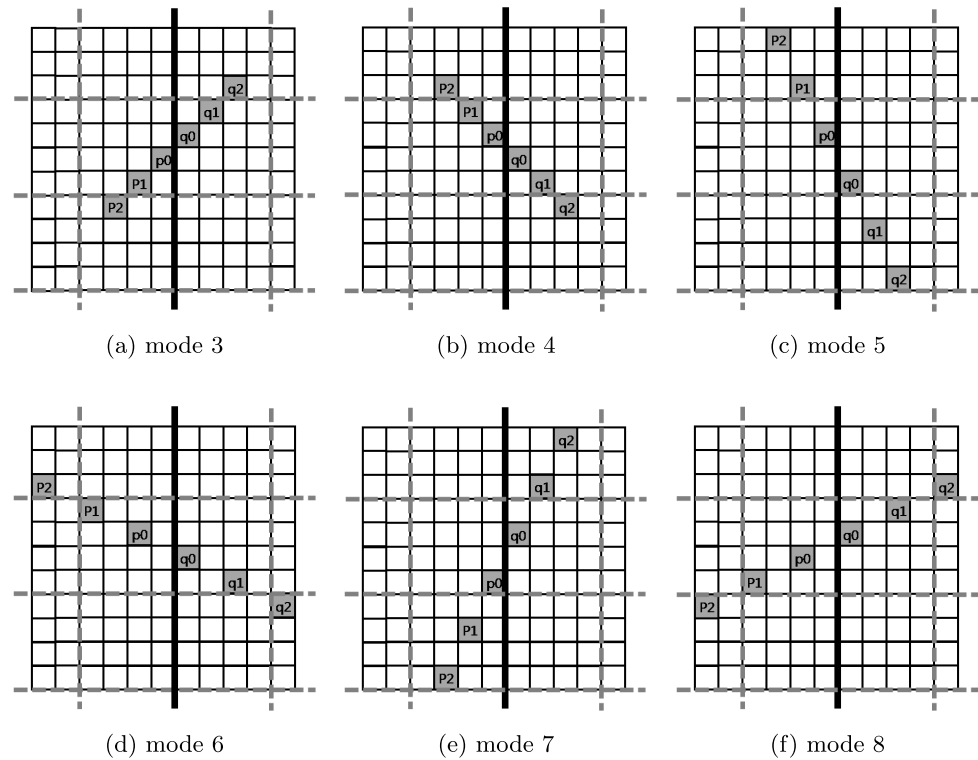 q2
q1
q0
p0
P1
P2
(a) mode 3
P2
P1
p0
q0
q1
q2
(b) mode 4
P2
P1
p0
q0
q1
q2
(c) mode 5
P2
P1
p0
q0
q1
q2
(d) mode 6
q2
q1
q0
p0
P1
P2
(e) mode 7
q2
q1
q0
p0
P1
P2
(f) mode 8